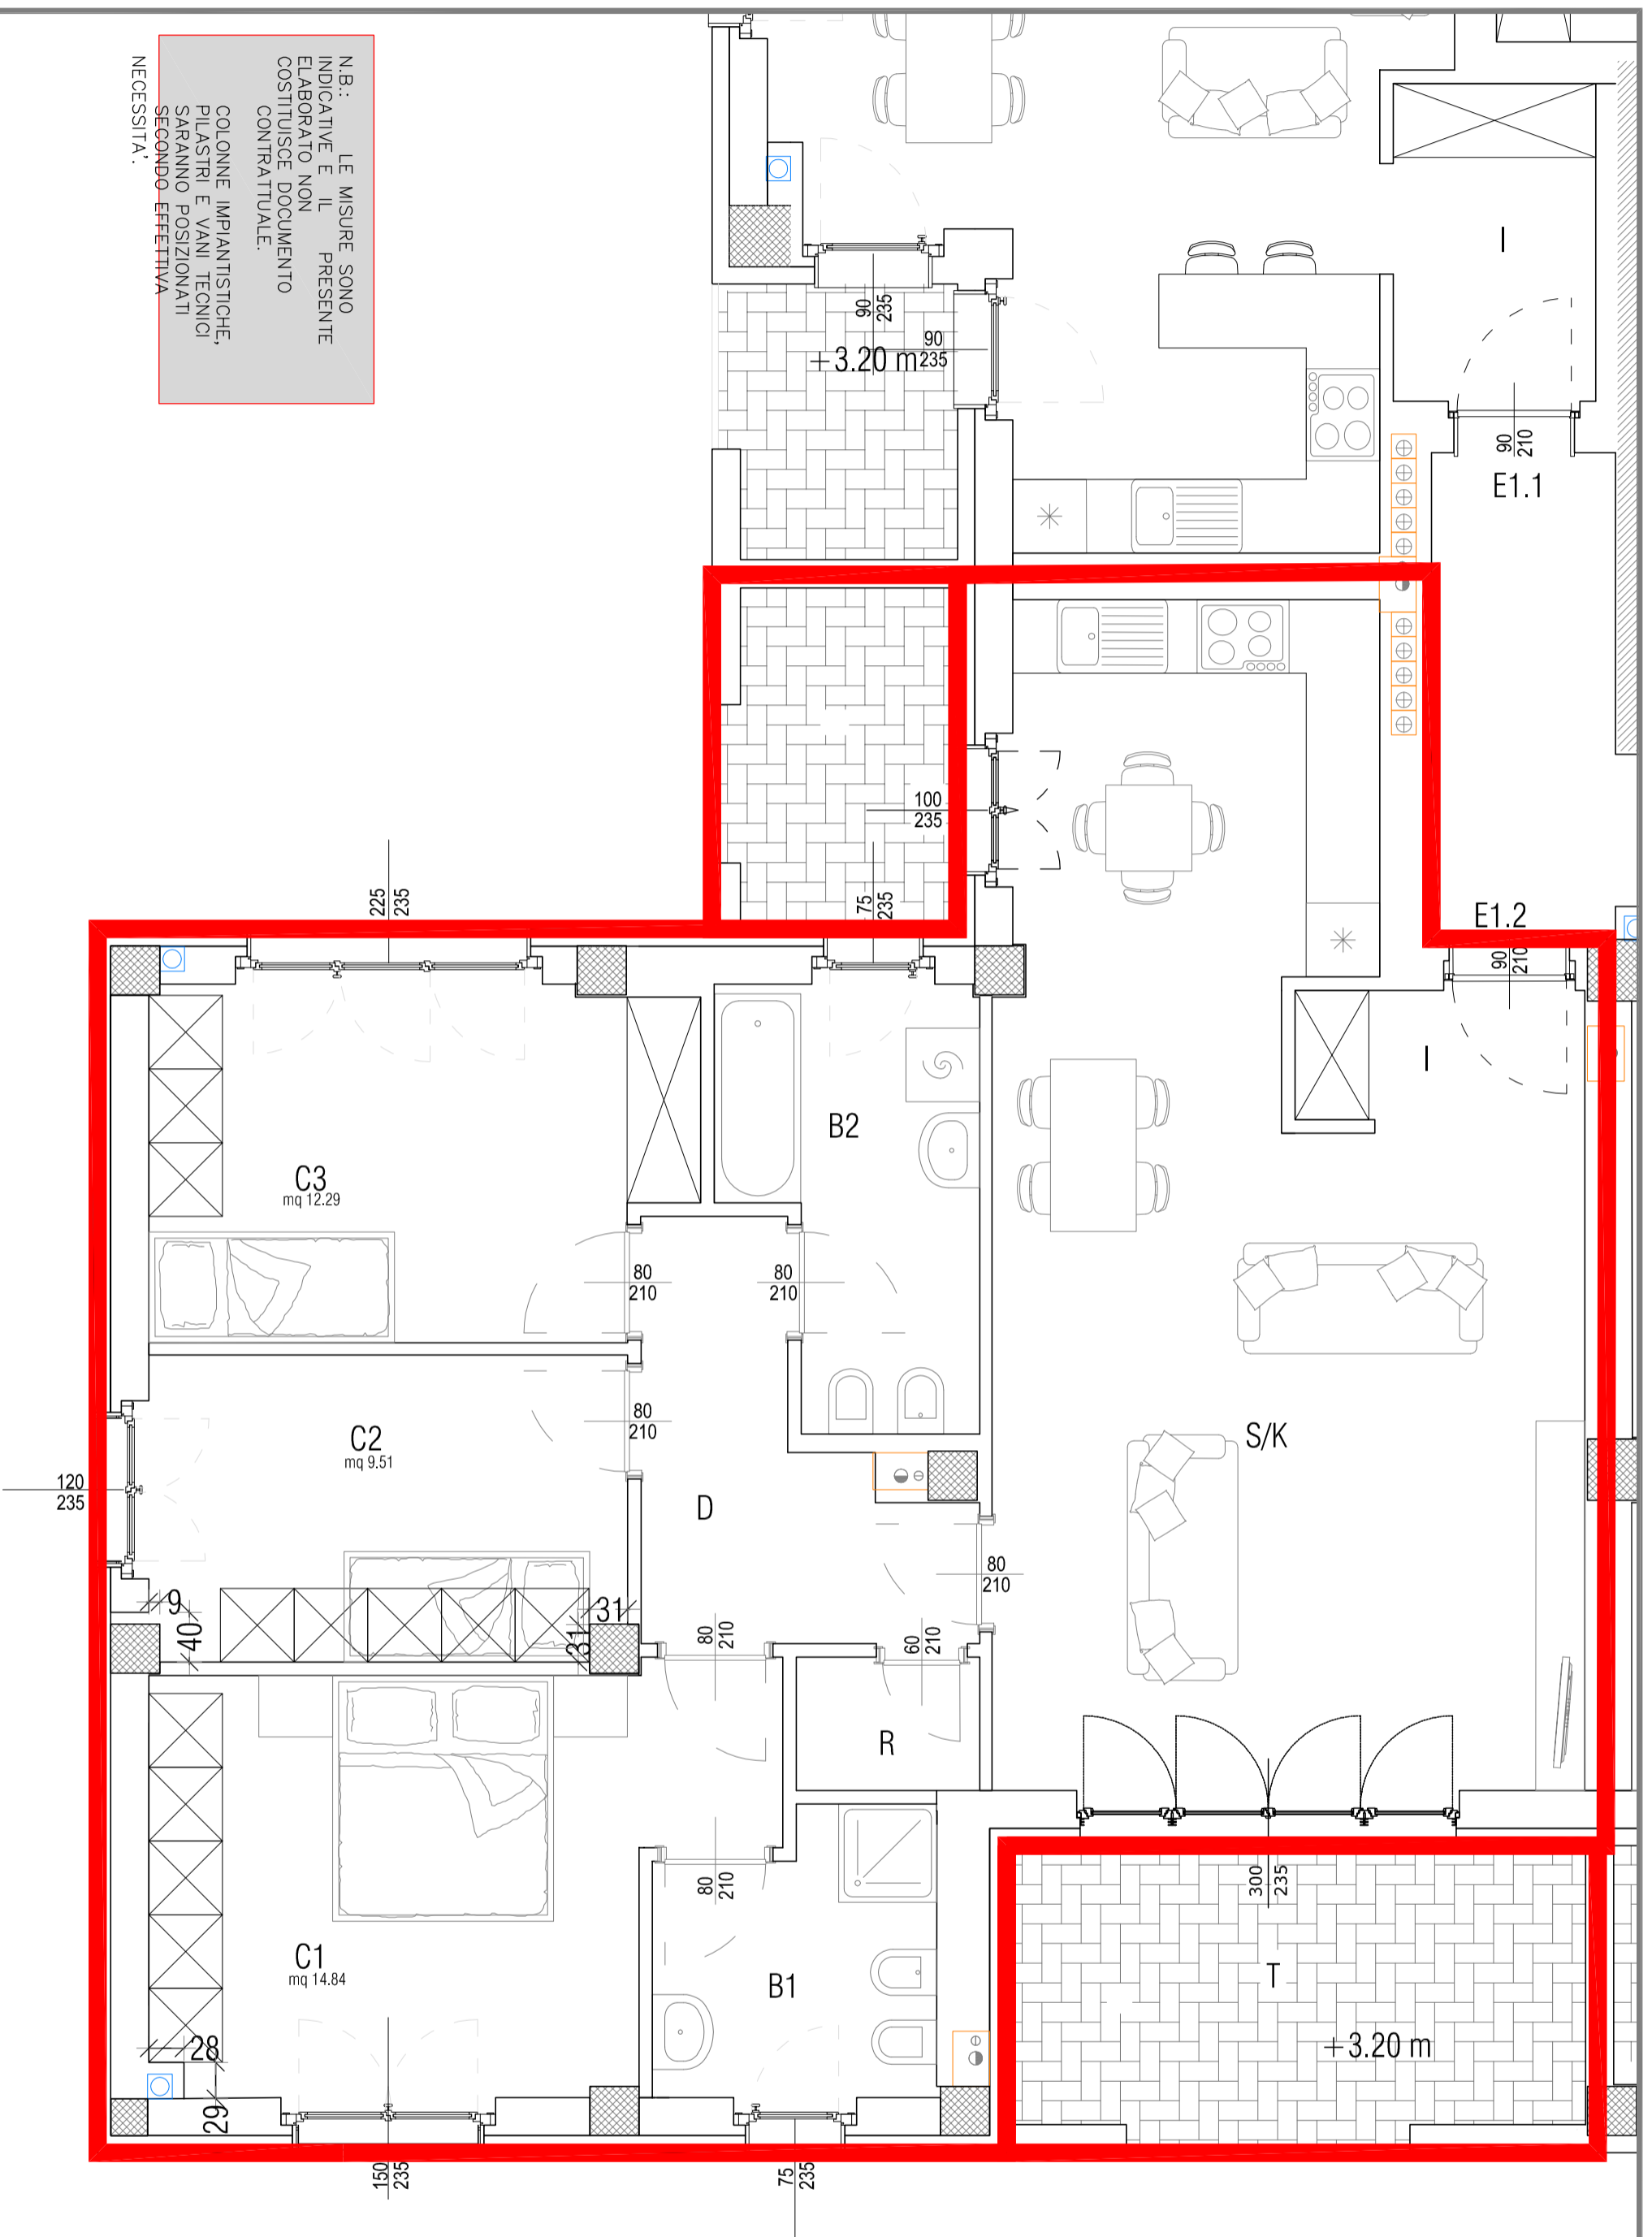 N.B.: LE MISURE SONO
INDICATIVE E IL PRESENTE
ELABORATO NON
COSTITUISCE DOCUMENTO
CONTRATTUALE.
COLONNE IMPIANTISTICHE,
PILASTRI E VANI TECNICI
SARANNO POSIZIONATI
SECONDO EFFETTIVA
NECESSITA'.
I
90
235
90
235
+3.20 m
90
210
E1.1
100
235
75
235
225
235
E1.2
90
210
I
B2
C3
mq 12.29
80
210
80
210
80
210
C2
mq 9.51
S/K
120
235
D
80
210
9
40
31
31
80
210
60
210
R
80
210
300
235
C1
mq 14.84
B1
T
+3.20 m
28
29
150
235
75
235